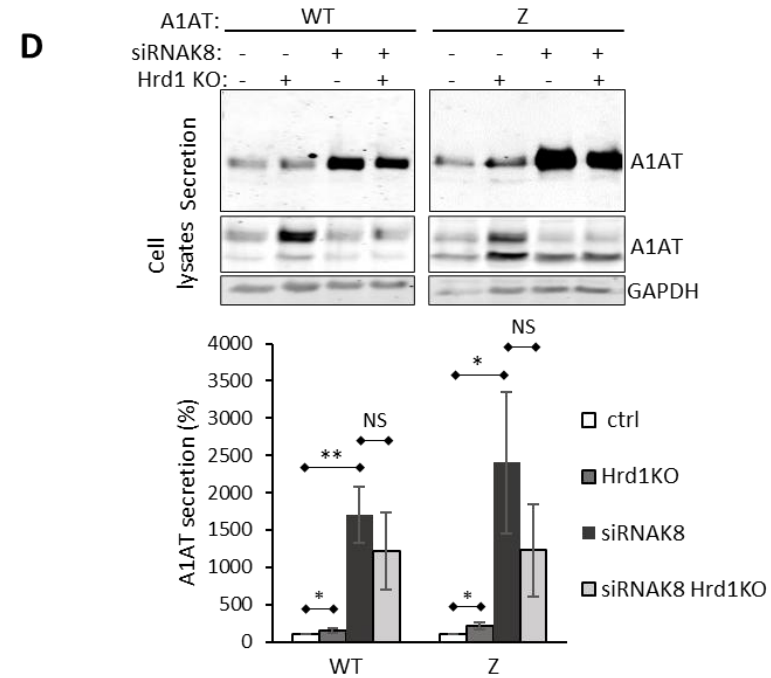 D
A1AT: WT Z
siRNAK8: - - + + - - + +
Hrd1 KO: - + - + - + - +
Secretion
A1AT
Cell
lysates
A1AT
GAPDH
A1AT secretion (%)
4000
3500
3000
2500
2000
1500
1000
500
0
* ** NS
* * NS
WT Z
ctrl
Hrd1KO
siRNAK8
siRNAK8 Hrd1KO